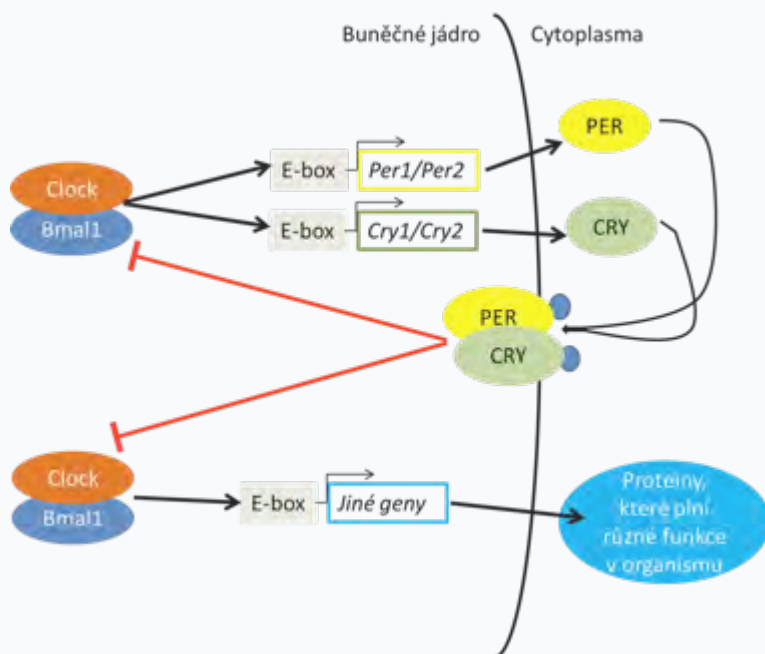 Buněčné jádro
Cytoplasma
PER
Clock
Bmal1
E-box
Per1/Per2
E-box
Cry1/Cry2
CRY
PER
CRY
Clock
Bmal1
E-box
Jiné geny
Proteiny,
které plní
různé funkce
v organismu